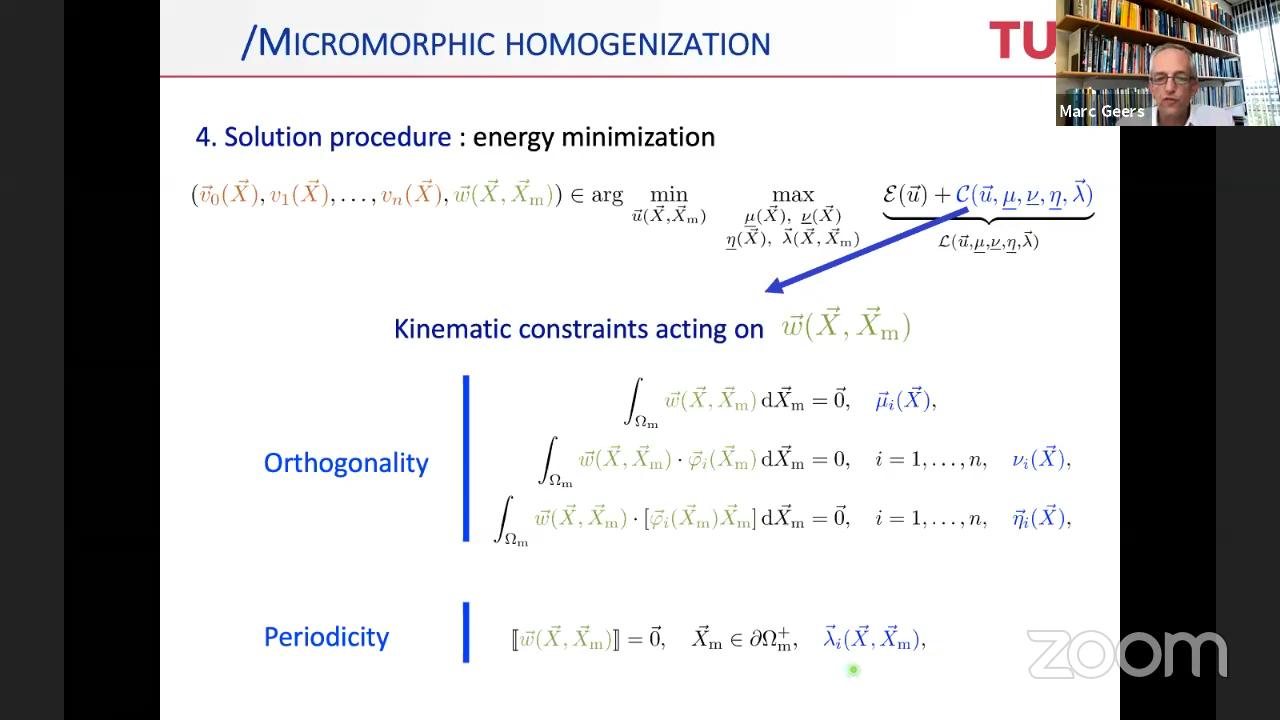 /MICROMORPHIC HOMOGENIZATION
TU
Marc Geers
4. Solution procedure : energy minimization
(v⃗₀(X⃗), v₁(X⃗), . . . , vₙ(X⃗), w⃗(X⃗, X⃗ₘ)) ∈ arg min max ℰ(u⃗) + 𝒞(u⃗, μ, ν, η, λ⃗)
u⃗(X⃗,X⃗ₘ) μ(X⃗), ν(X⃗)
η(X⃗), λ⃗(X⃗,X⃗ₘ) ℒ(u⃗,μ,ν,η,λ⃗)
Kinematic constraints acting on w⃗(X⃗, X⃗ₘ)
∫Ωₘ w⃗(X⃗, X⃗ₘ) dX⃗ₘ = 0⃗, μ⃗ᵢ(X⃗),
Orthogonality
∫Ωₘ w⃗(X⃗, X⃗ₘ) · φ⃗ᵢ(X⃗ₘ) dX⃗ₘ = 0, i = 1, . . . , n, νᵢ(X⃗),
∫Ωₘ w⃗(X⃗, X⃗ₘ) · [φ⃗ᵢ(X⃗ₘ)X⃗ₘ] dX⃗ₘ = 0⃗, i = 1, . . . , n, η⃗ᵢ(X⃗),
Periodicity
⟦w⃗(X⃗, X⃗ₘ)⟧ = 0⃗, X⃗ₘ ∈ ∂Ωₘ⁺, λ⃗ᵢ(X⃗, X⃗ₘ),
zoom